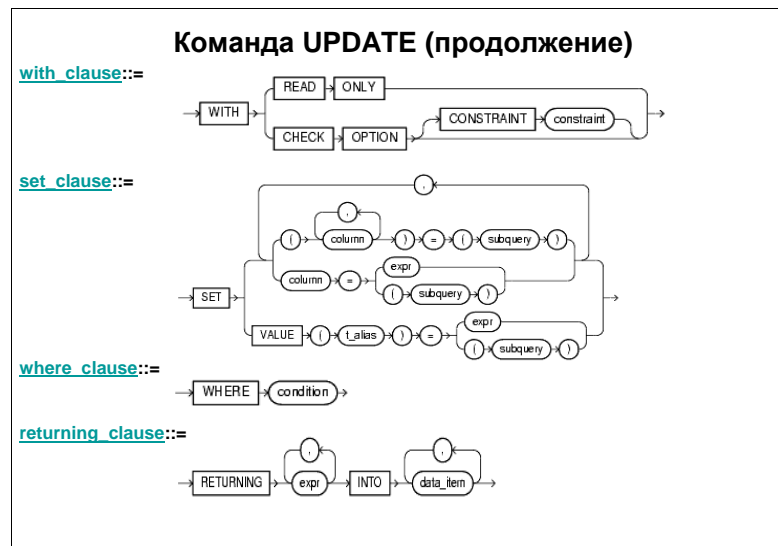 Команда UPDATE (продолжение)
with_clause::=
READ ONLY
WITH
CONSTRAINT constraint
CHECK OPTION
set_clause::=
,
,
( column ) = ( subquery )
expr
column =
( subquery )
SET
expr
VALUE ( t_alias ) =
( subquery )
where_clause::=
WHERE condition
returning_clause::=
, ,
RETURNING expr INTO data_item